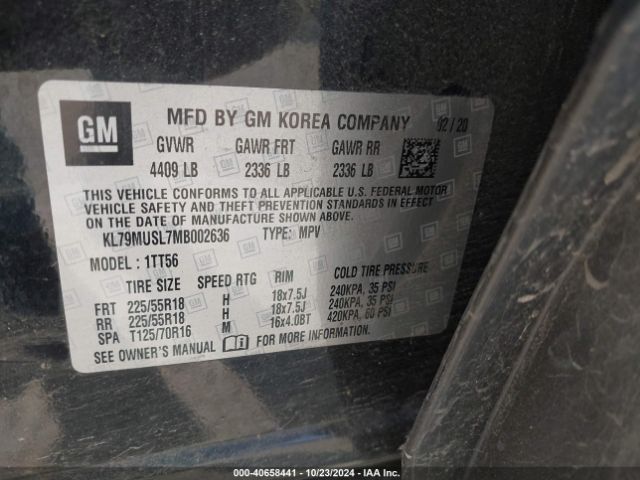 GM MFD BY GM KOREA COMPANY 02/20
GVWR GAWR FRT GAWR RR
4409 LB 2336 LB 2336 LB
THIS VEHICLE CONFORMS TO ALL APPLICABLE U.S. FEDERAL MOTOR
VEHICLE SAFETY AND THEFT PREVENTION STANDARDS IN EFFECT
ON THE DATE OF MANUFACTURE SHOWN ABOVE.
KL79MUSL7MB002636 TYPE: MPV
MODEL : 1TT56
TIRE SIZE SPEED RTG RIM COLD TIRE PRESSURE
FRT 225/55R18 H 18x7.5J 240KPA, 35 PSI
RR 225/55R18 H 18x7.5J 240KPA, 35 PSI
SPA T125/70R16 M 16x4.0BT 420KPA, 60 PSI
SEE OWNER'S MANUAL FOR MORE INFORMATION.
000-40658441 - 10/23/2024 - IAA Inc.